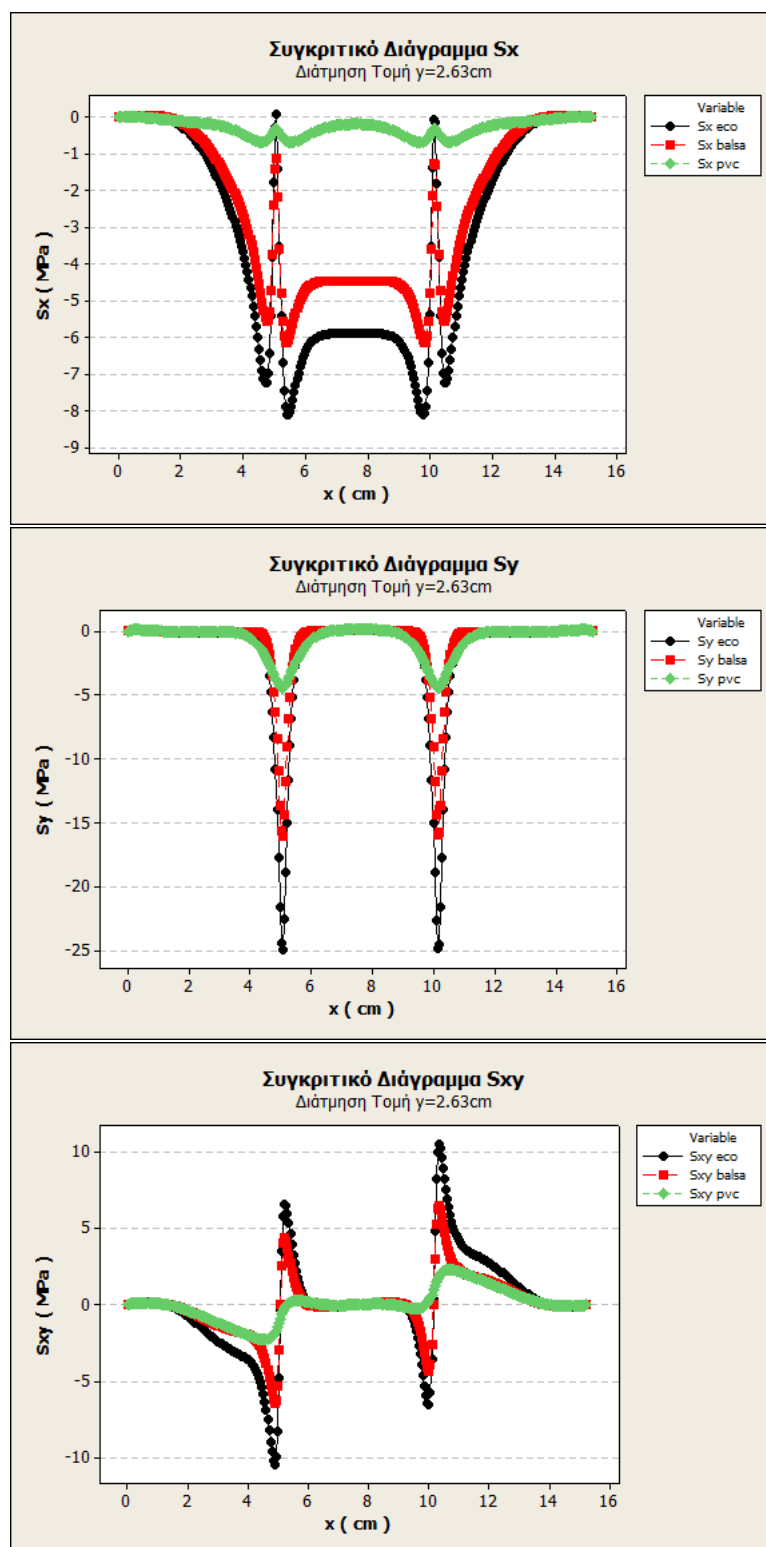 Συγκριτικό Διάγραμμα Sx
Διάτμηση Τομή y=2.63cm
Variable
Sx eco
Sx balsa
Sx pvc
0
-1
-2
-3
-4
-5
-6
-7
-8
-9
Sx ( MPa )
0 2 4 6 8 10 12 14 16
x ( cm )
Συγκριτικό Διάγραμμα Sy
Διάτμηση Τομή y=2.63cm
Variable
Sy eco
Sy balsa
Sy pvc
0
-5
-10
-15
-20
-25
Sy ( MPa )
0 2 4 6 8 10 12 14 16
x ( cm )
Συγκριτικό Διάγραμμα Sxy
Διάτμηση Τομή y=2.63cm
Variable
Sxy eco
Sxy balsa
Sxy pvc
10
5
0
-5
-10
Sxy ( MPa )
0 2 4 6 8 10 12 14 16
x ( cm )